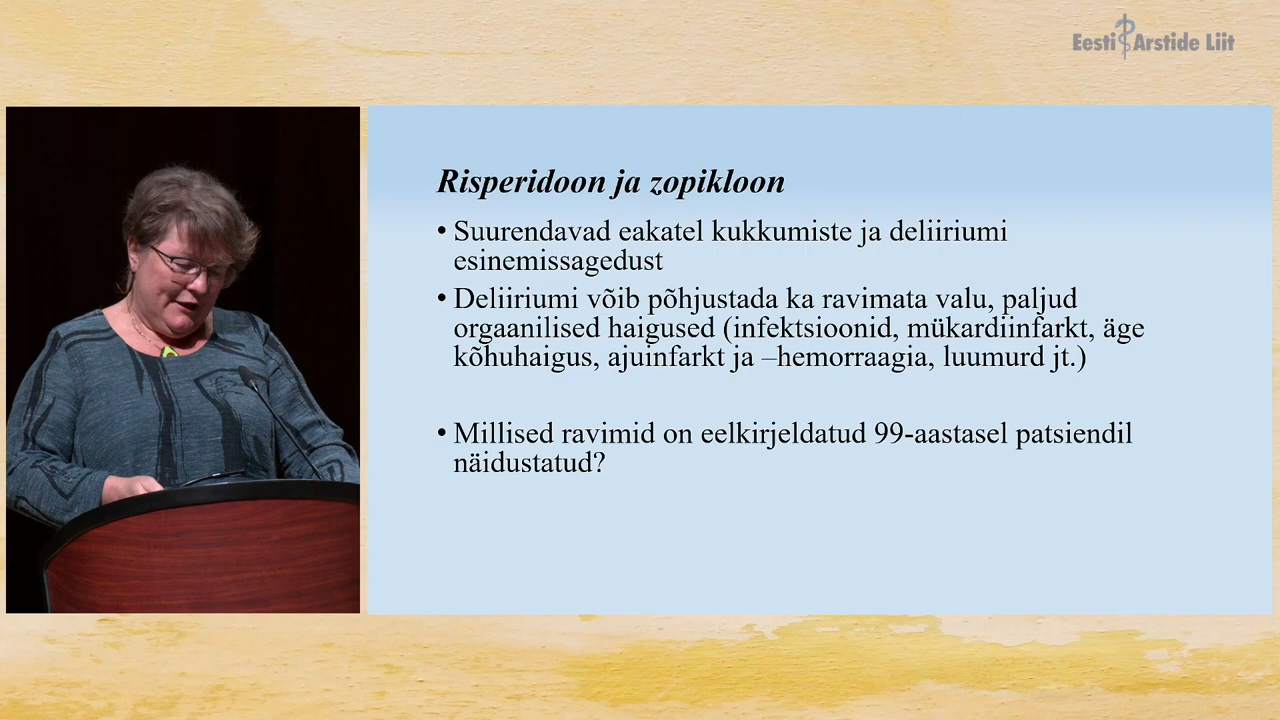 Eesti Arstide Liit
Risperidoon ja zopikloon
• Suurendavad eakatel kukkumiste ja deliiriumi
esinemissagedust
• Deliiriumi võib põhjustada ka ravimata valu, paljud
orgaanilised haigused (infektsioonid, mükardiinfarkt, äge
kõhuhaigus, ajuinfarkt ja –hemorraagia, luumurd jt.)
• Millised ravimid on eelkirjeldatud 99-aastasel patsiendil
näidustatud?